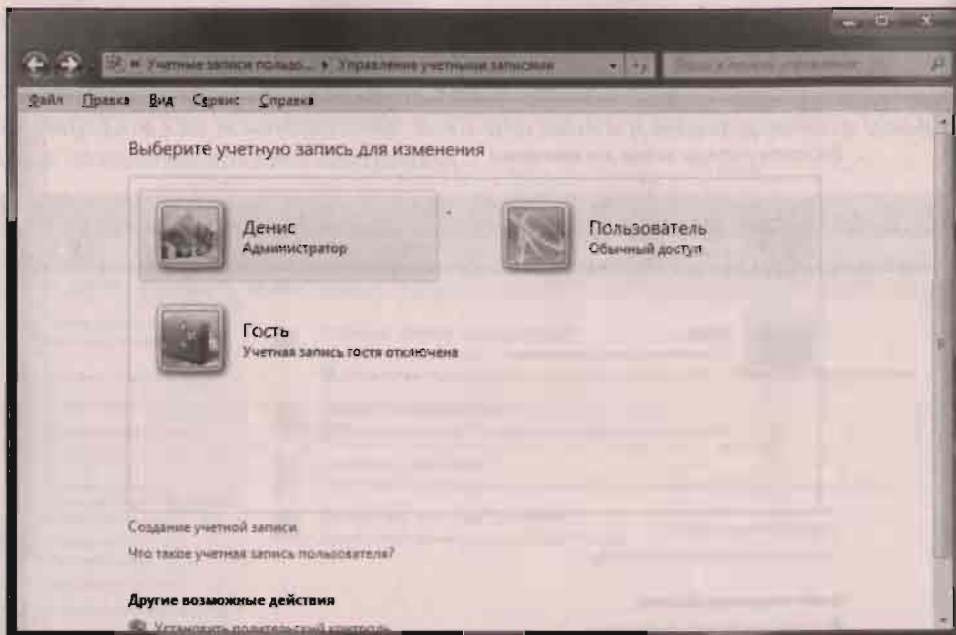 Учетные записи пользо... Управление учетными записями
Файл Правка Вид Сервис Справка
Выберите учетную запись для изменения
Денис
Администратор
Пользователь
Обычный доступ
Гость
Учетная запись гостя отключена
Создание учетной записи
Что такое учетная запись пользователя?
Другие возможные действия
Установить родительский контроль